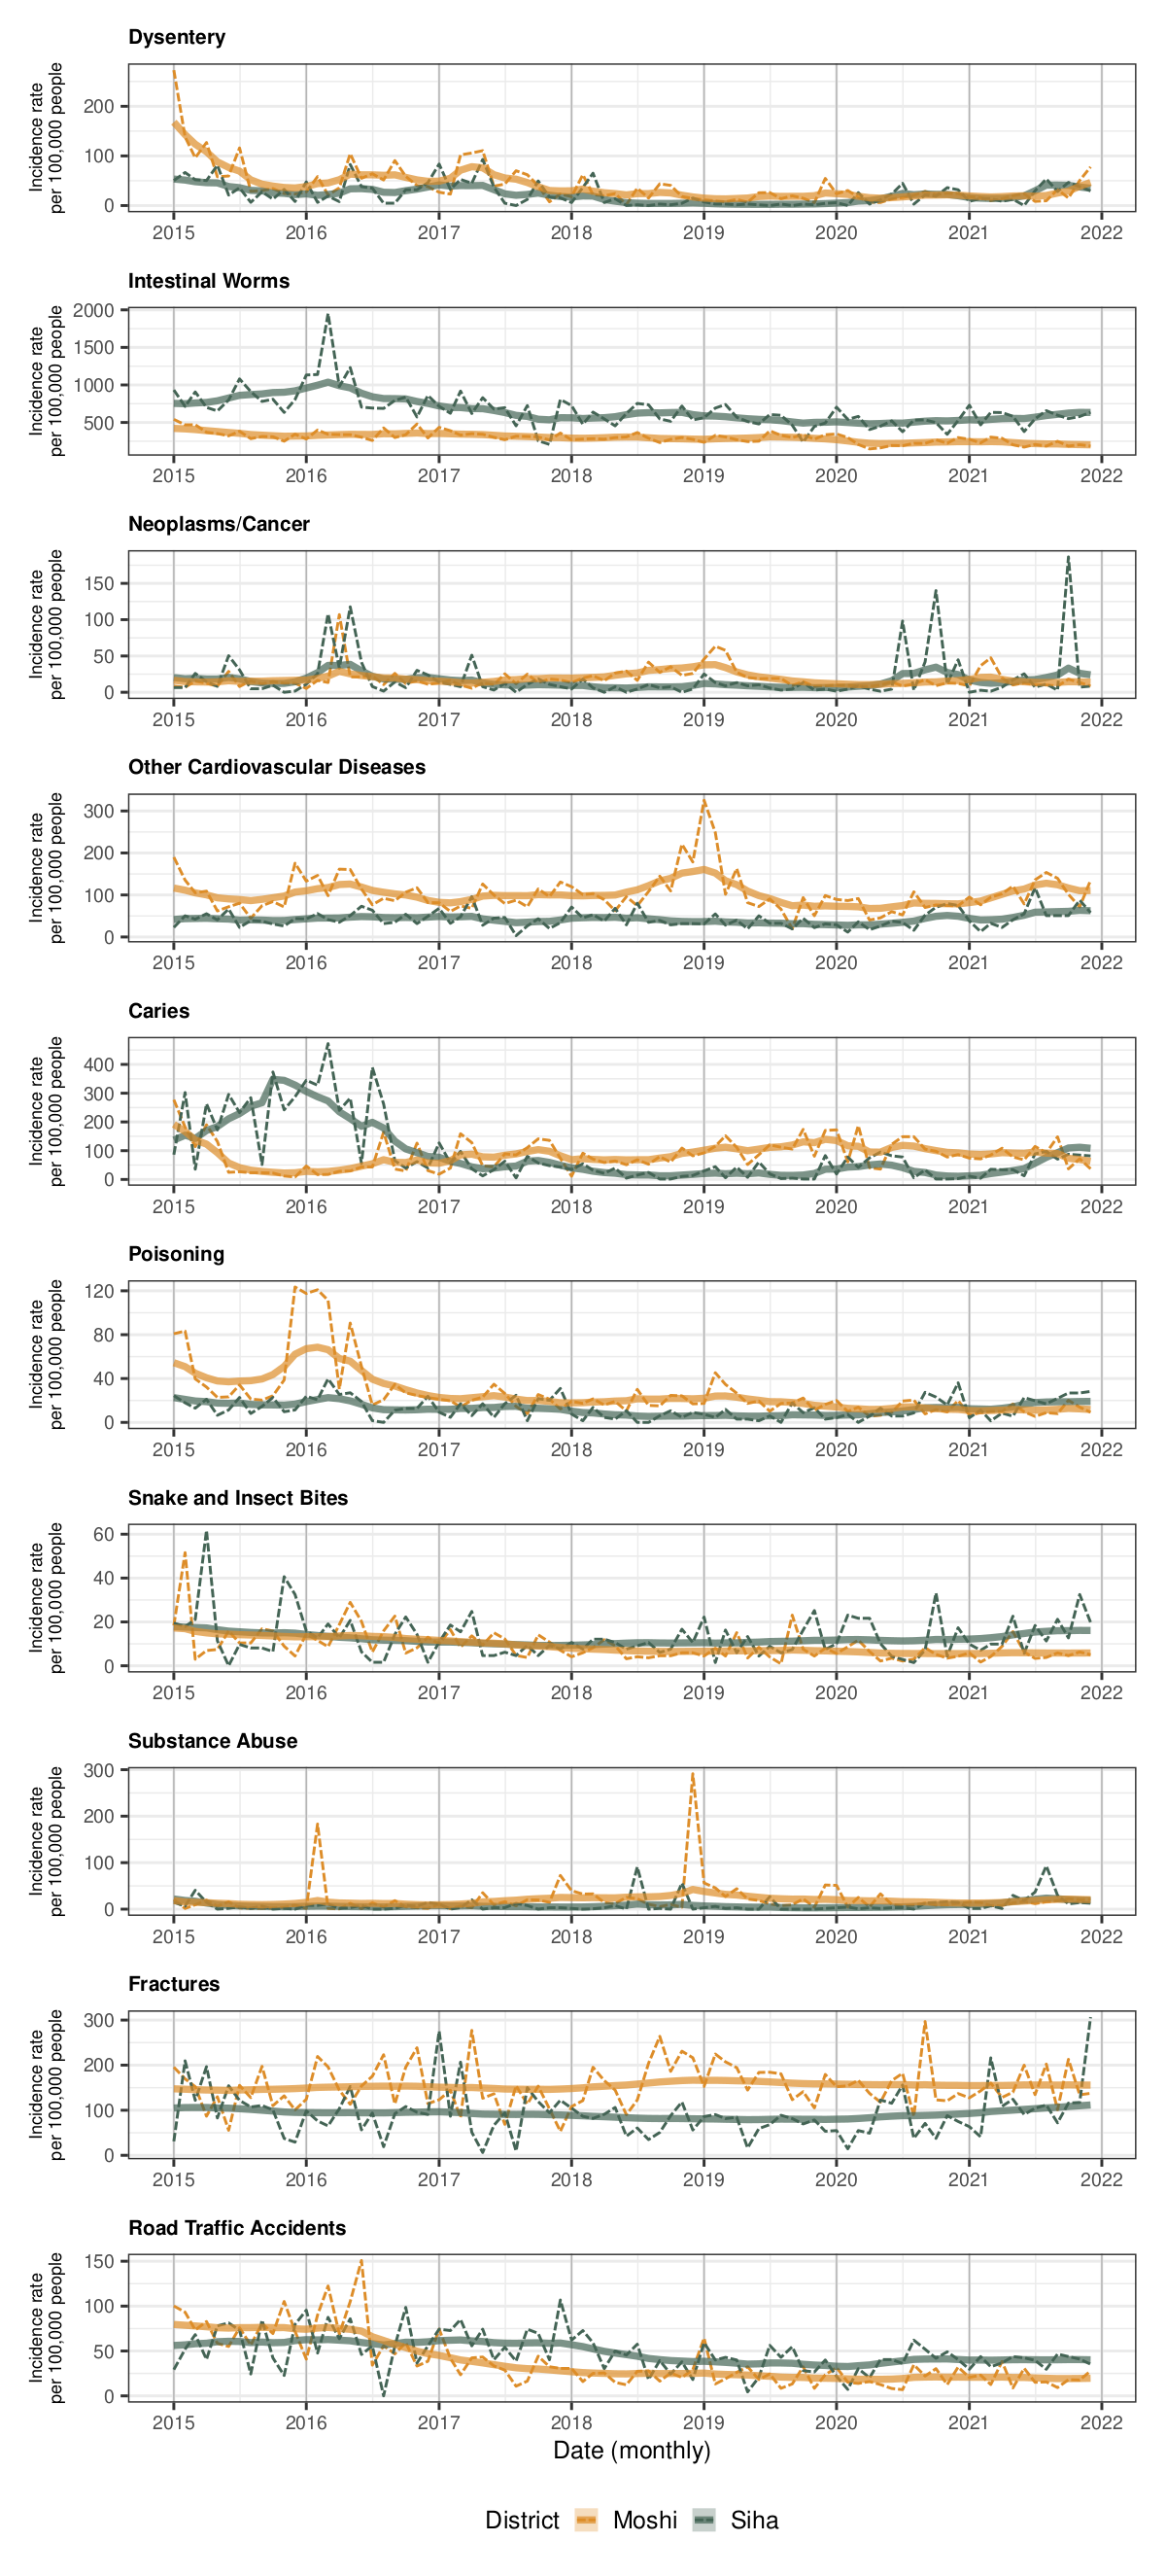 Dysentery
Incidence rate
per 100,000 people
200
100
0
2015 2016 2017 2018 2019 2020 2021 2022
Intestinal Worms
Incidence rate
per 100,000 people
2000
1500
1000
500
2015 2016 2017 2018 2019 2020 2021 2022
Neoplasms/Cancer
Incidence rate
per 100,000 people
150
100
50
0
2015 2016 2017 2018 2019 2020 2021 2022
Other Cardiovascular Diseases
Incidence rate
per 100,000 people
300
200
100
0
2015 2016 2017 2018 2019 2020 2021 2022
Caries
Incidence rate
per 100,000 people
400
300
200
100
0
2015 2016 2017 2018 2019 2020 2021 2022
Poisoning
Incidence rate
per 100,000 people
120
80
40
0
2015 2016 2017 2018 2019 2020 2021 2022
Snake and Insect Bites
Incidence rate
per 100,000 people
60
40
20
0
2015 2016 2017 2018 2019 2020 2021 2022
Substance Abuse
Incidence rate
per 100,000 people
300
200
100
0
2015 2016 2017 2018 2019 2020 2021 2022
Fractures
Incidence rate
per 100,000 people
300
200
100
0
2015 2016 2017 2018 2019 2020 2021 2022
Road Traffic Accidents
Incidence rate
per 100,000 people
150
100
50
0
2015 2016 2017 2018 2019 2020 2021 2022
Date (monthly)
District Moshi Siha